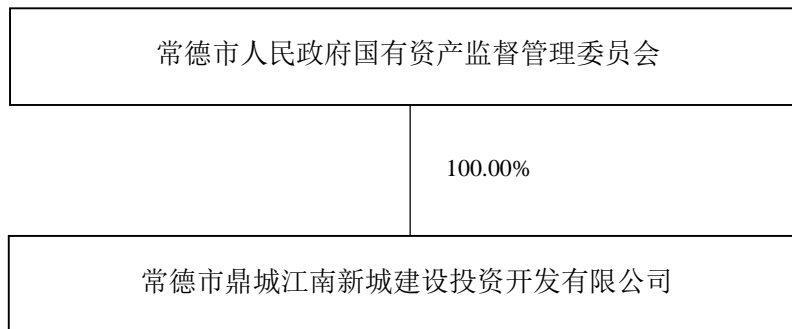 常德市人民政府国有资产监督管理委员会
100.00%
常德市鼎城江南新城建设投资开发有限公司